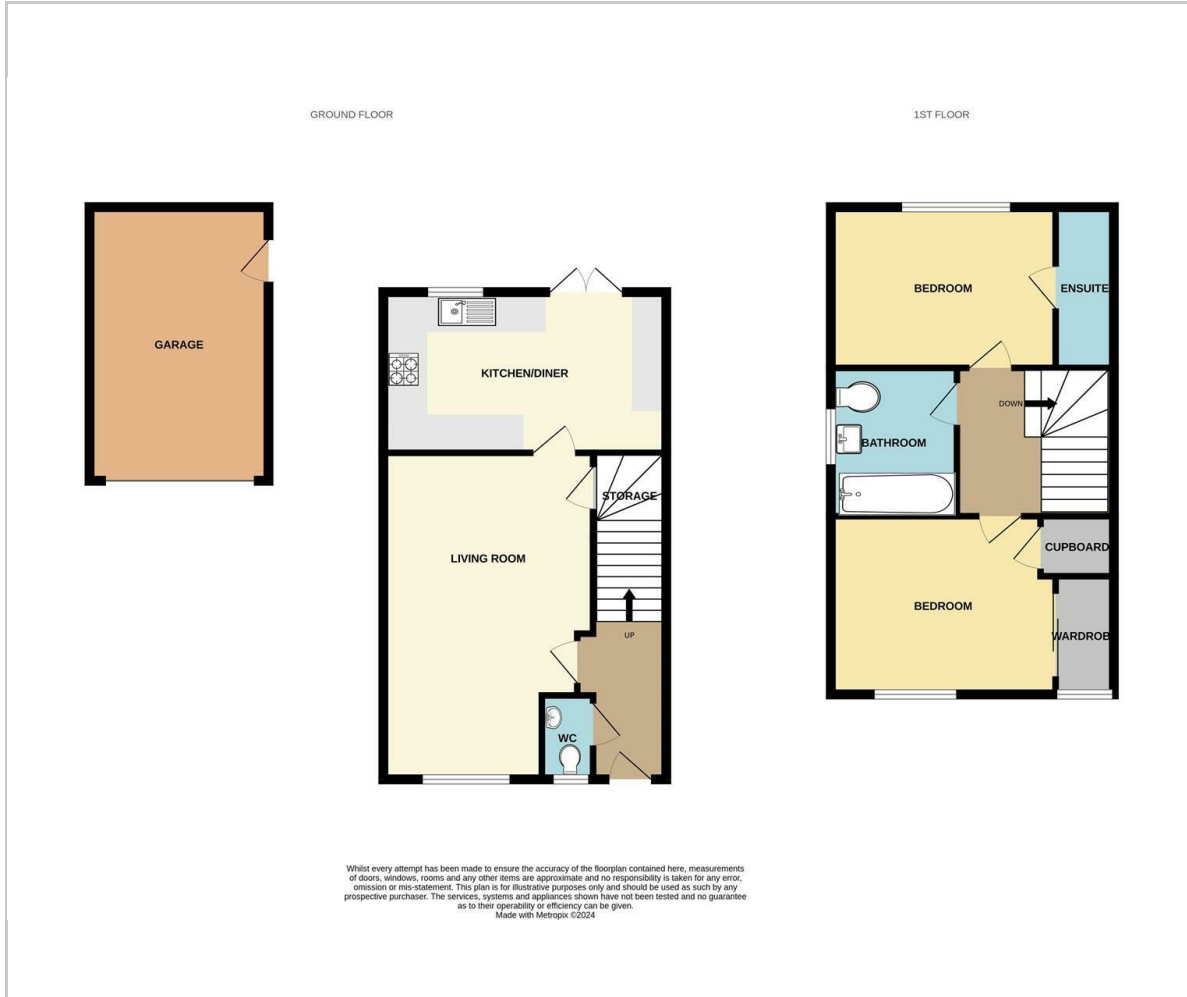 GROUND FLOOR
1ST FLOOR
GARAGE
KITCHEN/DINER
LIVING ROOM
STORAGE
UP
WC
BEDROOM
ENSUITE
DOWN
BATHROOM
CUPBOARD
BEDROOM
WARDROB
Whilst every attempt has been made to ensure the accuracy of the floorplan contained here, measurements
of doors, windows, rooms and any other items are approximate and no responsibility is taken for any error,
omission or mis-statement. This plan is for illustrative purposes only and should be used as such by any
prospective purchaser. The services, systems and appliances shown have not been tested and no guarantee
as to their operability or efficiency can be given.
Made with Metropix ©2024